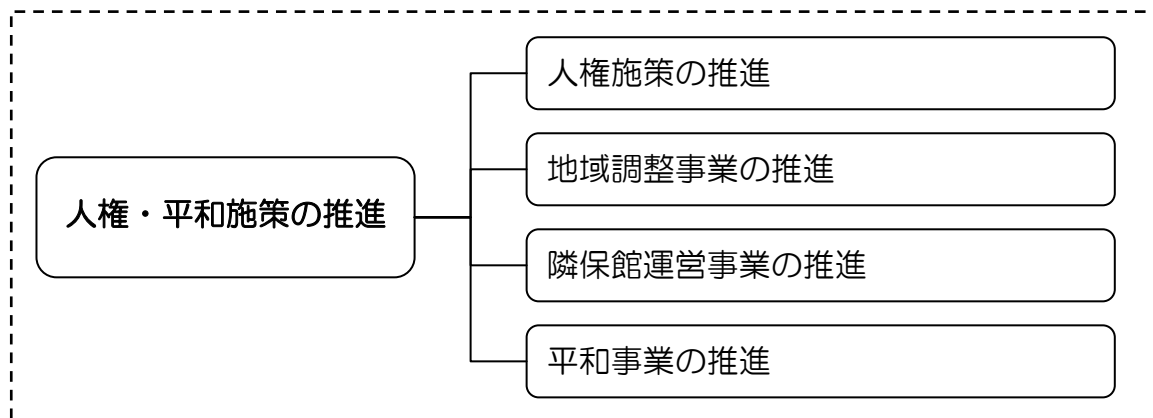 人権・平和施策の推進
人権施策の推進
地域調整事業の推進
隣保館運営事業の推進
平和事業の推進